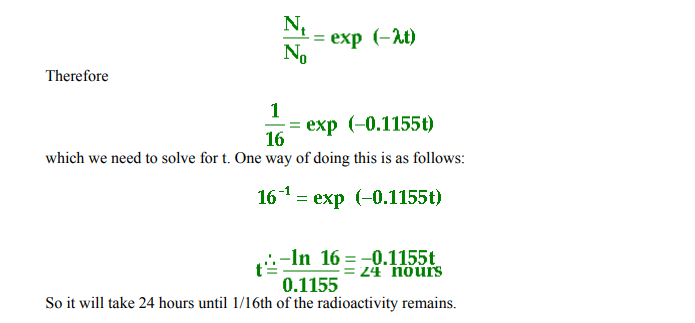 N_t / N_0 = exp (−λt)
Therefore
1/16 = exp (−0.1155t)
which we need to solve for t. One way of doing this is as follows:
16^-1 = exp (−0.1155t)
∴ −ln 16 = −0.1155t
t = / 0.1155 = 24 hours
So it will take 24 hours until 1/16th of the radioactivity remains.